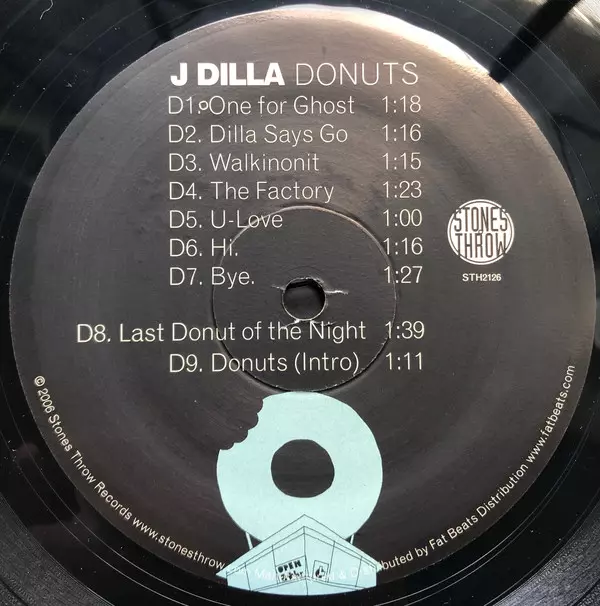 J DILLA DONUTS
D1. One for Ghost 1:18
D2. Dilla Says Go 1:16
D3. Walkinonit 1:15
D4. The Factory 1:23
D5. U-Love 1:00
D6. Hi. 1:16
D7. Bye. 1:27
D8. Last Donut of the Night 1:39
D9. Donuts (Intro) 1:11
STONES
THROW
STH2126
© 2006 Stones Throw Records www.stonesthrow
& Distributed by Fat Beats Distribution www.fatbeats.com
OPEN